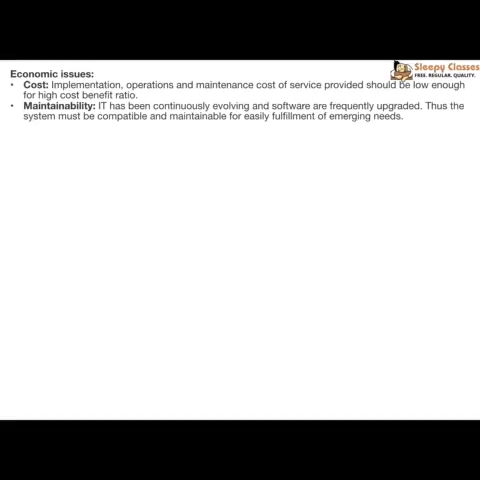 Sleepy Classes
FREE. REGULAR. QUALITY.
Economic issues:
• Cost: Implementation, operations and maintenance cost of service provided should be low enough
for high cost benefit ratio.
• Maintainability: IT has been continuously evolving and software are frequently upgraded. Thus the
system must be compatible and maintainable for easily fulfillment of emerging needs.